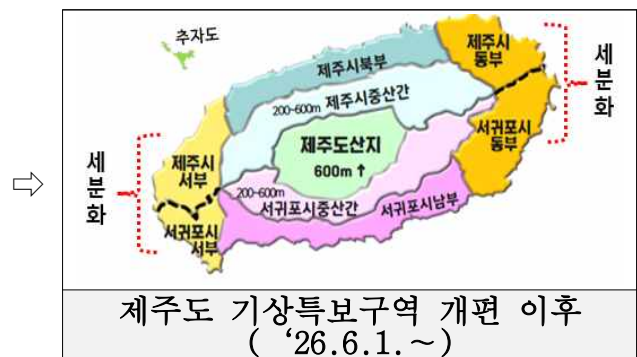 ⇨
추자도
제주시북부
제주시
동부
200-600m 제주시중산간
세분화
서귀포시
동부
제주도산지
600m ↑
세분화
제주시
서부
200-600m
서귀포시중산간
서귀포시남부
서귀포시
서부
제주도 기상특보구역 개편 이후
( ‘26.6.1.～)